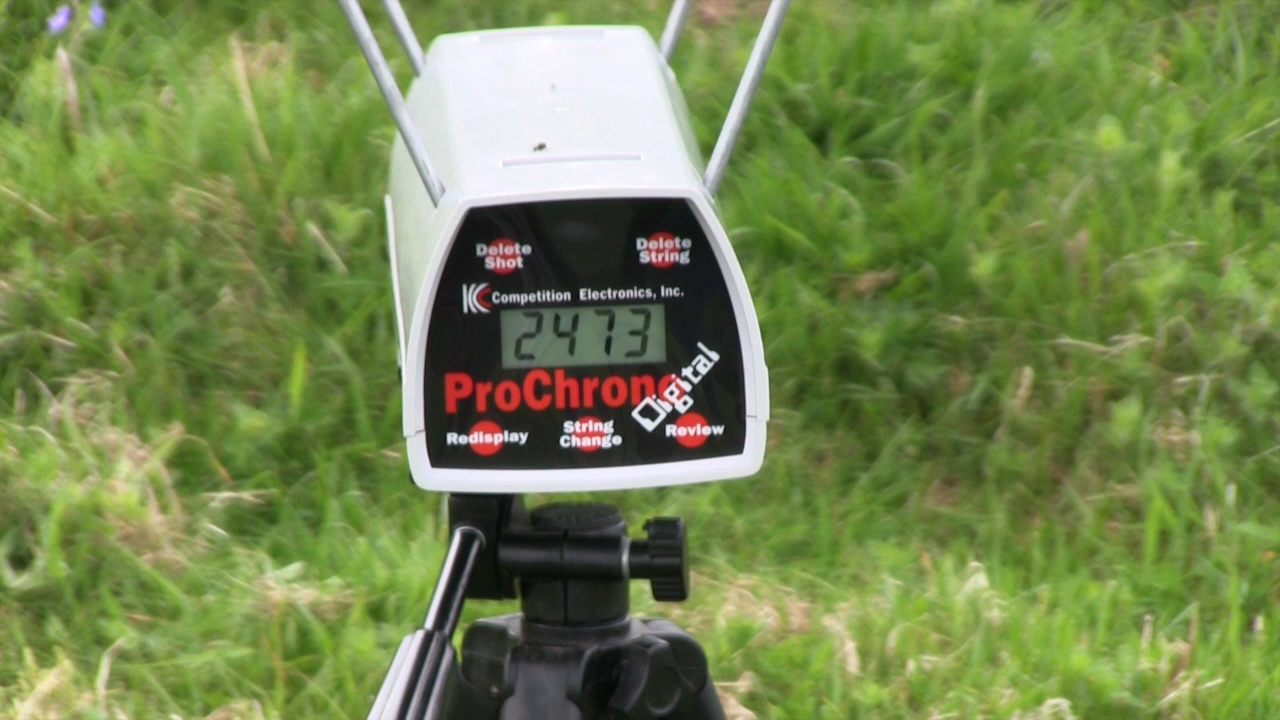 Delete
Shot
Delete
String
Competition Electronics, Inc.
2473
ProChrono
Digital
Redisplay
String
Change
Review